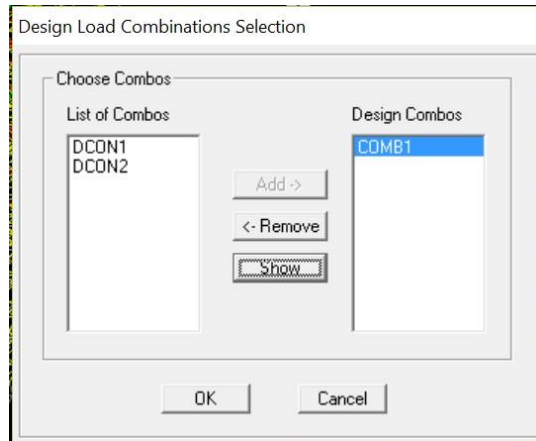 Design Load Combinations Selection
Choose Combos
List of Combos
Design Combos
DCON1
DCON2
COMB1
Add ->
<- Remove
Show
OK
Cancel